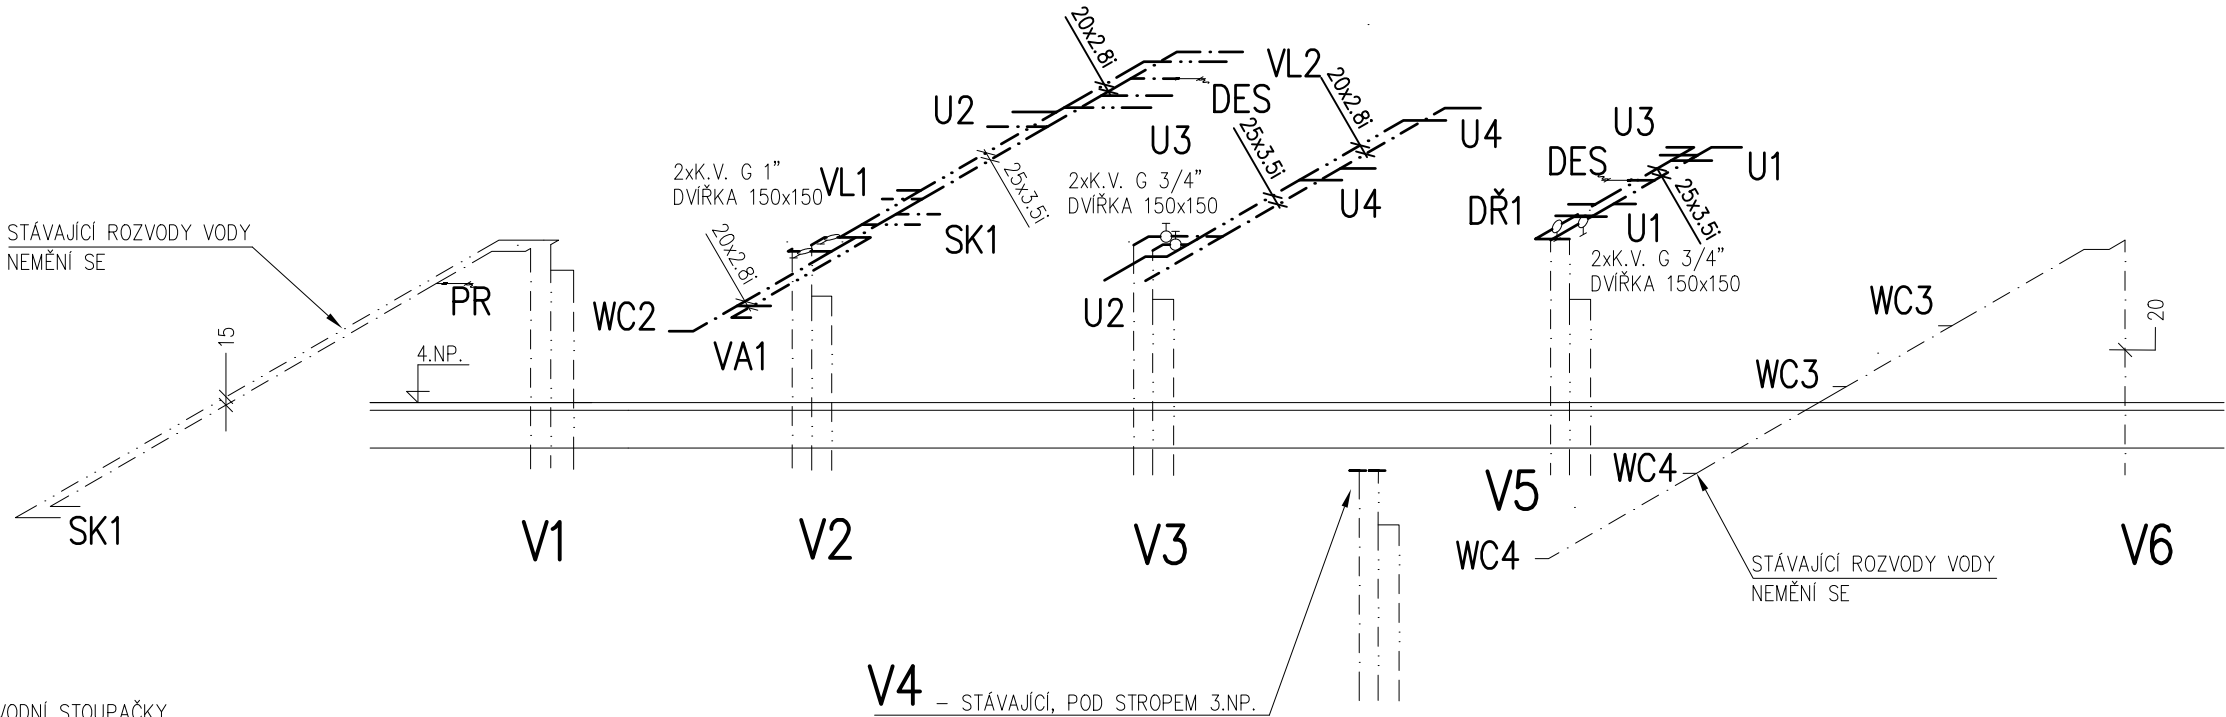 20x2.8i
VL2
20x2.8i
U2
DES
U3
25x3.5i
U4
U3
DES
U1
2xK.V. G 1"
DVÍŘKA 150x150
VL1
25x3.5i
2xK.V. G 3/4"
DVÍŘKA 150x150
U4
DŘ1
25x3.5i
U1
STÁVAJÍCÍ ROZVODY VODY
NEMĚNÍ SE
20x2.8i
SK1
2xK.V. G 3/4"
DVÍŘKA 150x150
PR
WC2
U2
WC3
20
15
4.NP.
VA1
WC3
WC4
V5
SK1
V1
V2
V3
WC4
V6
STÁVAJÍCÍ ROZVODY VODY
NEMĚNÍ SE
V4 - STÁVAJÍCÍ, POD STROPEM 3.NP.
VODNÍ STOUPAČKY